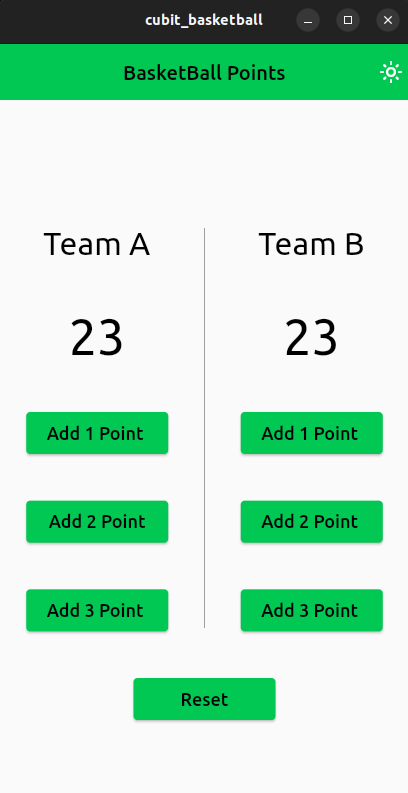 cubit_basketball
BasketBall Points
Team A
23
Add 1 Point
Add 2 Point
Add 3 Point
Team B
23
Add 1 Point
Add 2 Point
Add 3 Point
Reset